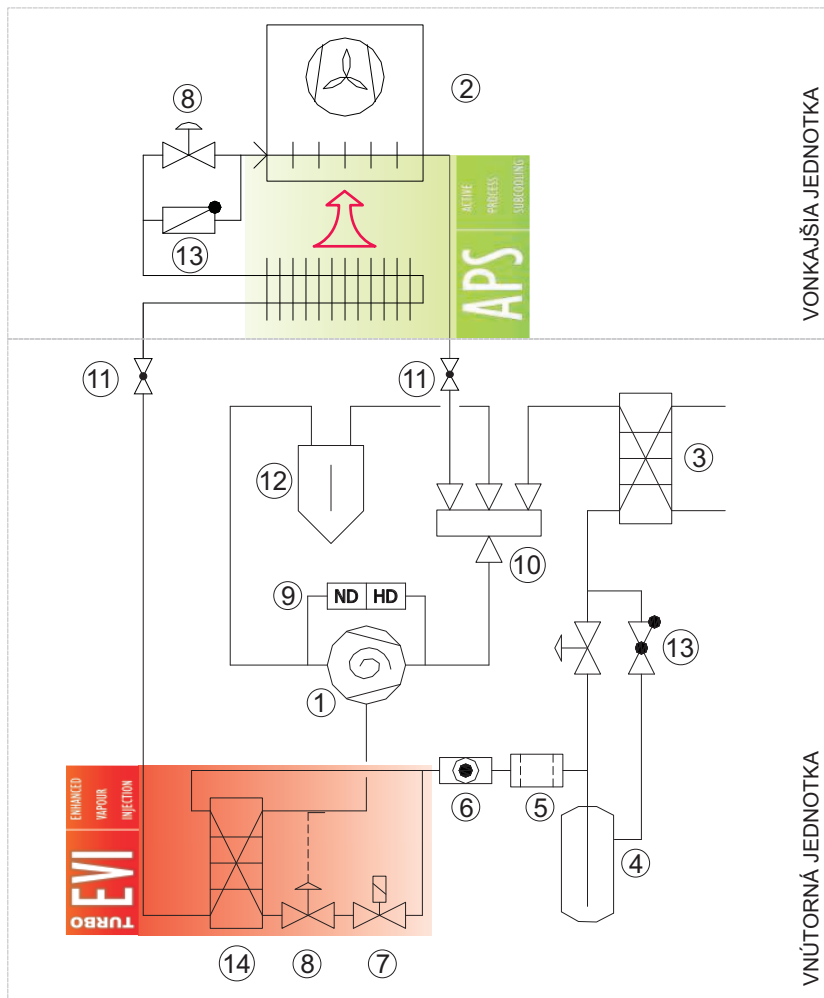 2
8
VONKAJŠIA JEDNOTKA
ACTIVE
PROCESS
SUBCOOLING
APS
13
11
11
3
12
10
9
ND HD
13
1
ENHANCED
VAPOUR
INJECTION
TURBO
EVI
6
5
4
14
8
7
VNÚTORNÁ JEDNOTKA